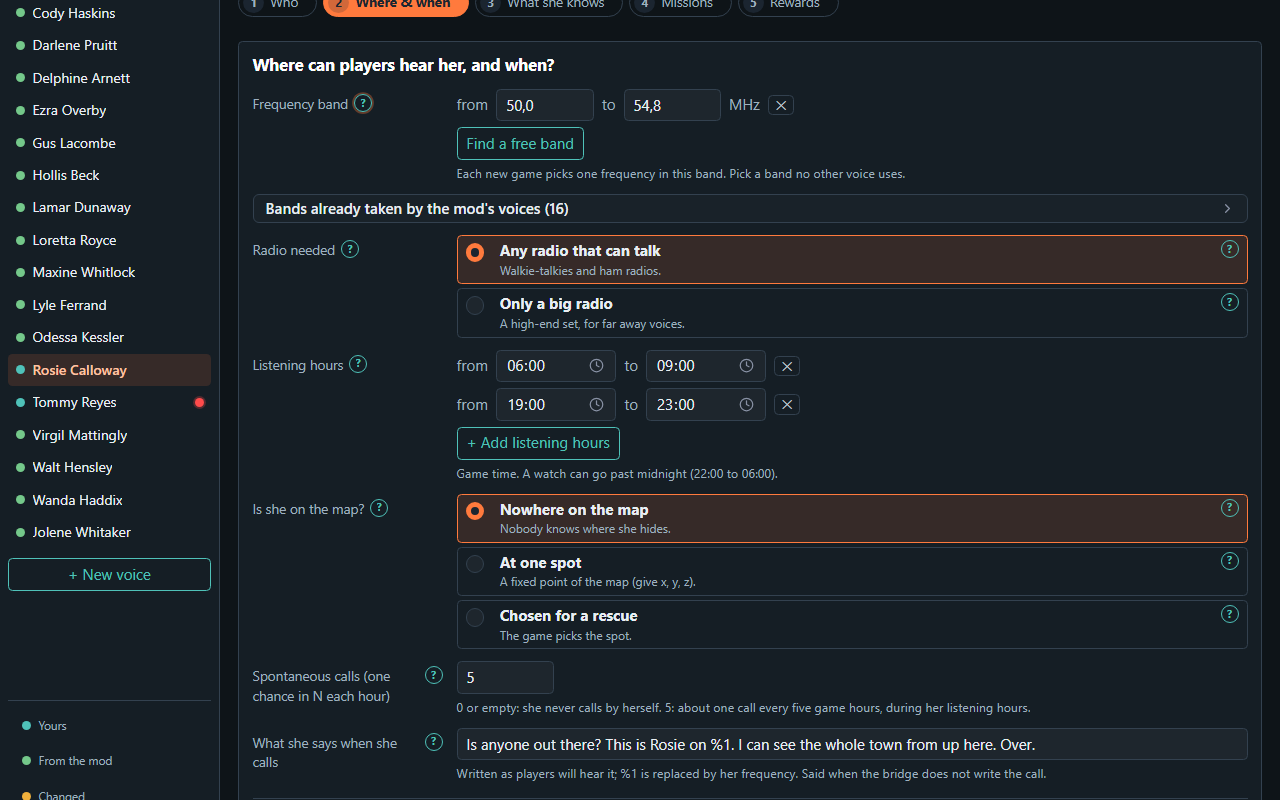 Cody Haskins
Darlene Pruitt
Delphine Arnett
Ezra Overby
Gus Lacombe
Hollis Beck
Lamar Dunaway
Loretta Royce
Maxine Whitlock
Lyle Ferrand
Odessa Kessler
Rosie Calloway
Tommy Reyes
Virgil Mattingly
Walt Hensley
Wanda Haddix
Jolene Whitaker
+ New voice
Yours
From the mod
Changed
1 Who 2 Where & when 3 What she knows 4 Missions 5 Rewards
Where can players hear her, and when?
Frequency band ? from 50,0 to 54,8 MHz ×
Find a free band
Each new game picks one frequency in this band. Pick a band no other voice uses.
Bands already taken by the mod's voices (16)
Radio needed ? Any radio that can talk ?
Walkie-talkies and ham radios.
Only a big radio ?
A high-end set, for far away voices.
Listening hours ? from 06:00 to 09:00 ×
from 19:00 to 23:00 ×
+ Add listening hours
Game time. A watch can go past midnight (22:00 to 06:00).
Is she on the map? ? Nowhere on the map ?
Nobody knows where she hides.
At one spot ?
A fixed point of the map (give x, y, z).
Chosen for a rescue ?
The game picks the spot.
Spontaneous calls (one
chance in N each hour) ? 5
0 or empty: she never calls by herself. 5: about one call every five game hours, during her listening hours.
What she says when she
calls ? Is anyone out there? This is Rosie on %1. I can see the whole town from up here. Over.
Written as players will hear it; %1 is replaced by her frequency. Said when the bridge does not write the call.